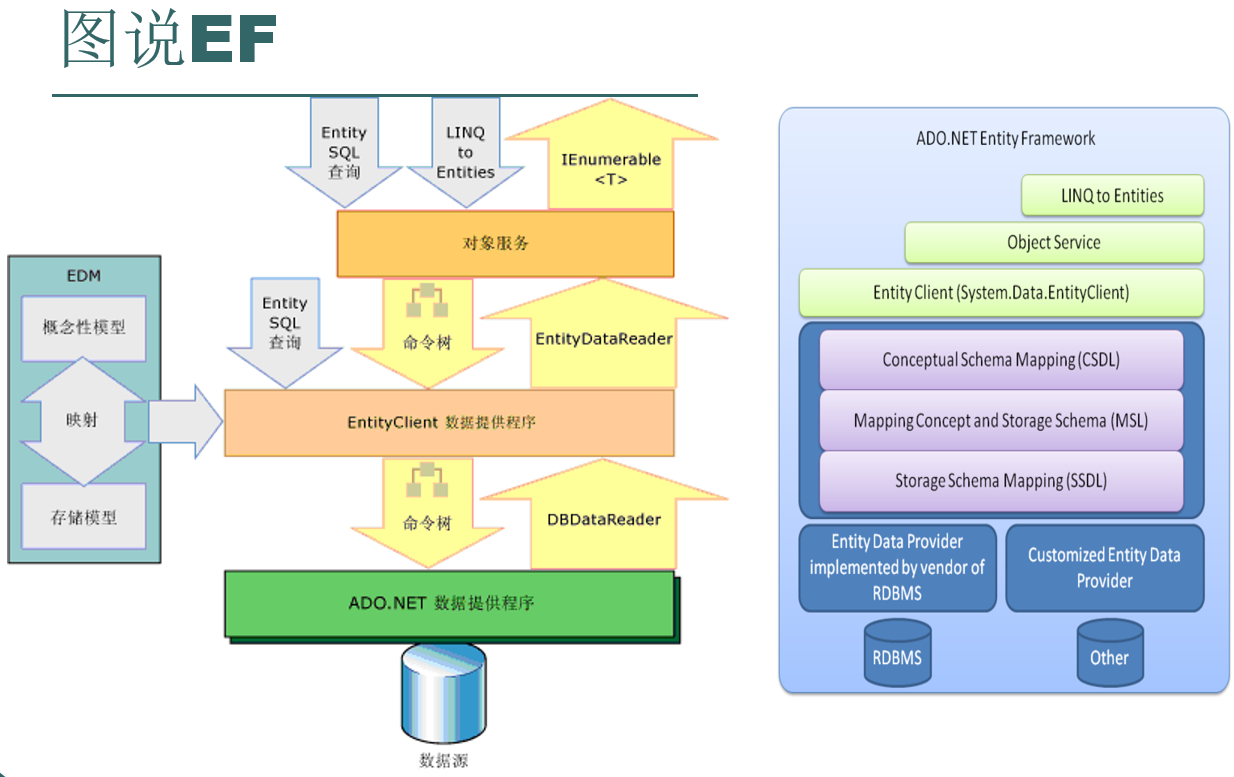 图说EF
Entity
SQL
查询
LINQ
to
Entities
IEnumerable
<T>
对象服务
EDM
概念性模型
映射
存储模型
Entity
SQL
查询
命令树
EntityDataReader
EntityClient 数据提供程序
命令树
DBDataReader
ADO.NET 数据提供程序
数据源
ADO.NET Entity Framework
LINQ to Entities
Object Service
Entity Client (System.Data.EntityClient)
Conceptual Schema Mapping (CSDL)
Mapping Concept and Storage Schema (MSL)
Storage Schema Mapping (SSDL)
Entity Data Provider
implemented by vendor of
RDBMS
Customized Entity Data
Provider
RDBMS
Other